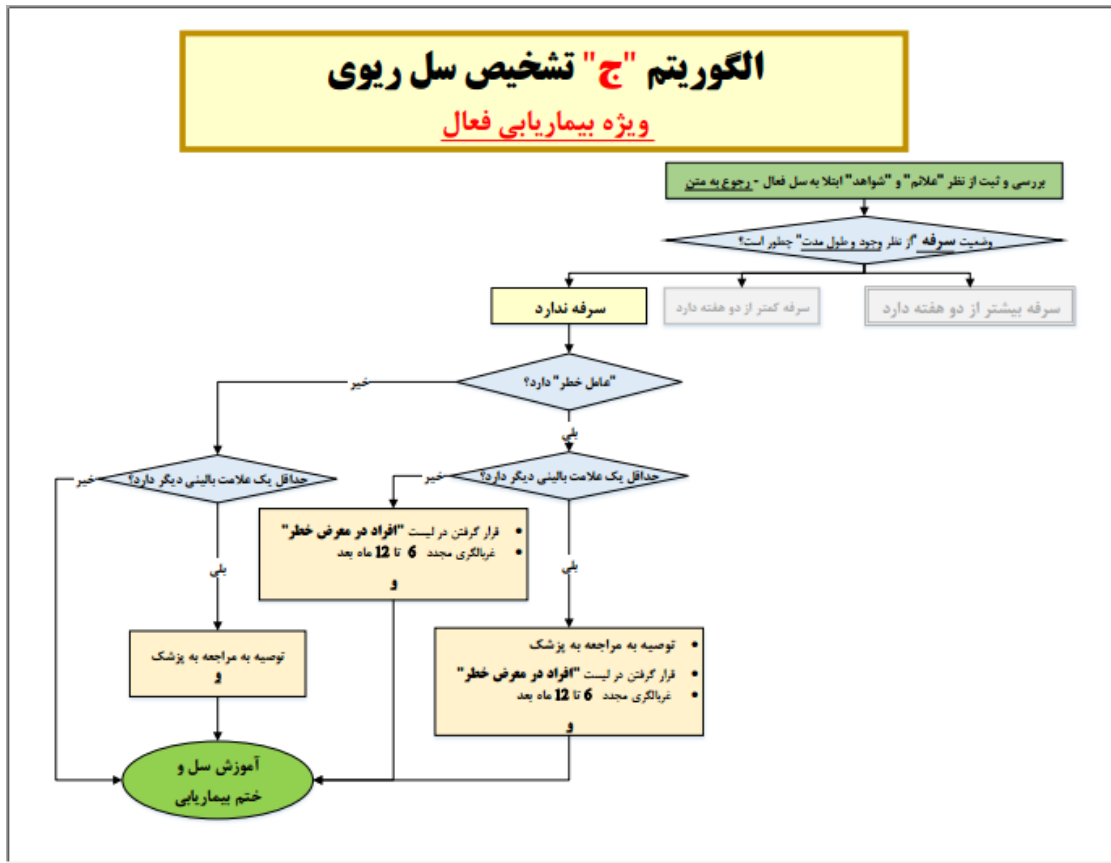 الگوریتم "ج" تشخیص سل ریوی
ویژه بیماریابی فعال
بررسی و ثبت از نظر "علائم" و "شواهد" ابتلا به سل فعال - رجوع به متن
وضعیت سرفه "از نظر وجود و طول مدت" چطور است؟
سرفه بیشتر از دو هفته دارد
سرفه کمتر از دو هفته دارد
سرفه ندارد
"عامل خطر" دارد؟
خیر
بلی
حداقل یک علامت بالینی دیگر دارد؟
خیر
حداقل یک علامت بالینی دیگر دارد؟
خیر
• قرار گرفتن در لیست "افراد در معرض خطر"
• غربالگری مجدد 6 تا 12 ماه بعد
و
بلی
بلی
• توصیه به مراجعه به پزشک
• قرار گرفتن در لیست "افراد در معرض خطر"
• غربالگری مجدد 6 تا 12 ماه بعد
و
توصیه به مراجعه به پزشک
و
آموزش سل و
ختم بیماریابی